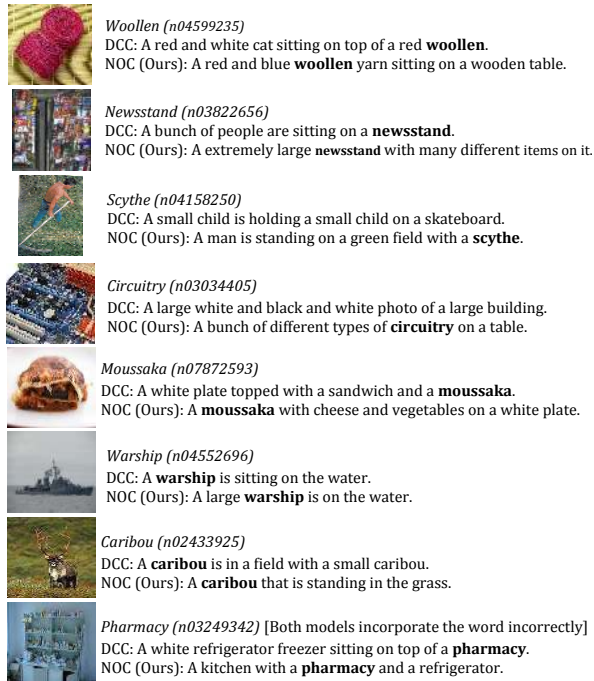 Woollen (n04599235)
DCC: A red and white cat sitting on top of a red woollen.
NOC (Ours): A red and blue woollen yarn sitting on a wooden table.
Newsstand (n03822656)
DCC: A bunch of people are sitting on a newsstand.
NOC (Ours): A extremely large newsstand with many different items on it.
Scythe (n04158250)
DCC: A small child is holding a small child on a skateboard.
NOC (Ours): A man is standing on a green field with a scythe.
Circuitry (n03034405)
DCC: A large white and black and white photo of a large building.
NOC (Ours): A bunch of different types of circuitry on a table.
Moussaka (n07872593)
DCC: A white plate topped with a sandwich and a moussaka.
NOC (Ours): A moussaka with cheese and vegetables on a white plate.
Warship (n04552696)
DCC: A warship is sitting on the water.
NOC (Ours): A large warship is on the water.
Caribou (n02433925)
DCC: A caribou is in a field with a small caribou.
NOC (Ours): A caribou that is standing in the grass.
Pharmacy (n03249342) [Both models incorporate the word incorrectly]
DCC: A white refrigerator freezer sitting on top of a pharmacy.
NOC (Ours): A kitchen with a pharmacy and a refrigerator.